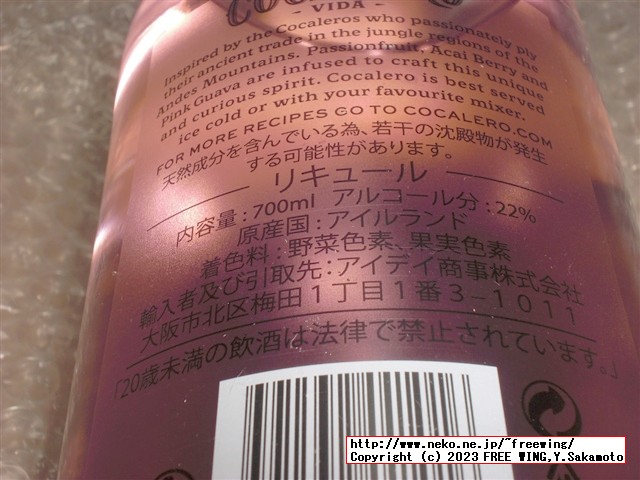 - VIDA -
Inspired by the Cocaleros who passionately ply
their ancient trade in the jungle regions of the
Andes Mountains. Passionfruit, Acai Berry and
Pink Guava are infused to craft this unique
and curious spirit. Cocalero is best served
ice cold or with your favourite mixer.
FOR MORE RECIPES GO TO COCALERO.COM
天然成分を含んでいる為、若干の沈殿物が発生
する可能性があります。
リキュール
内容量:700ml アルコール分:22%
原産国:アイルランド
着色料:野菜色素、果実色素
輸入者及び引取先:アイデイ商事株式会社
大阪市北区梅田1丁目1番3-1011
「20歳未満の飲酒は法律で禁止されています。」
http://www.neko.ne.jp/~freewing/
Copyright (c) 2023 FREE WING,Y.Sakamoto